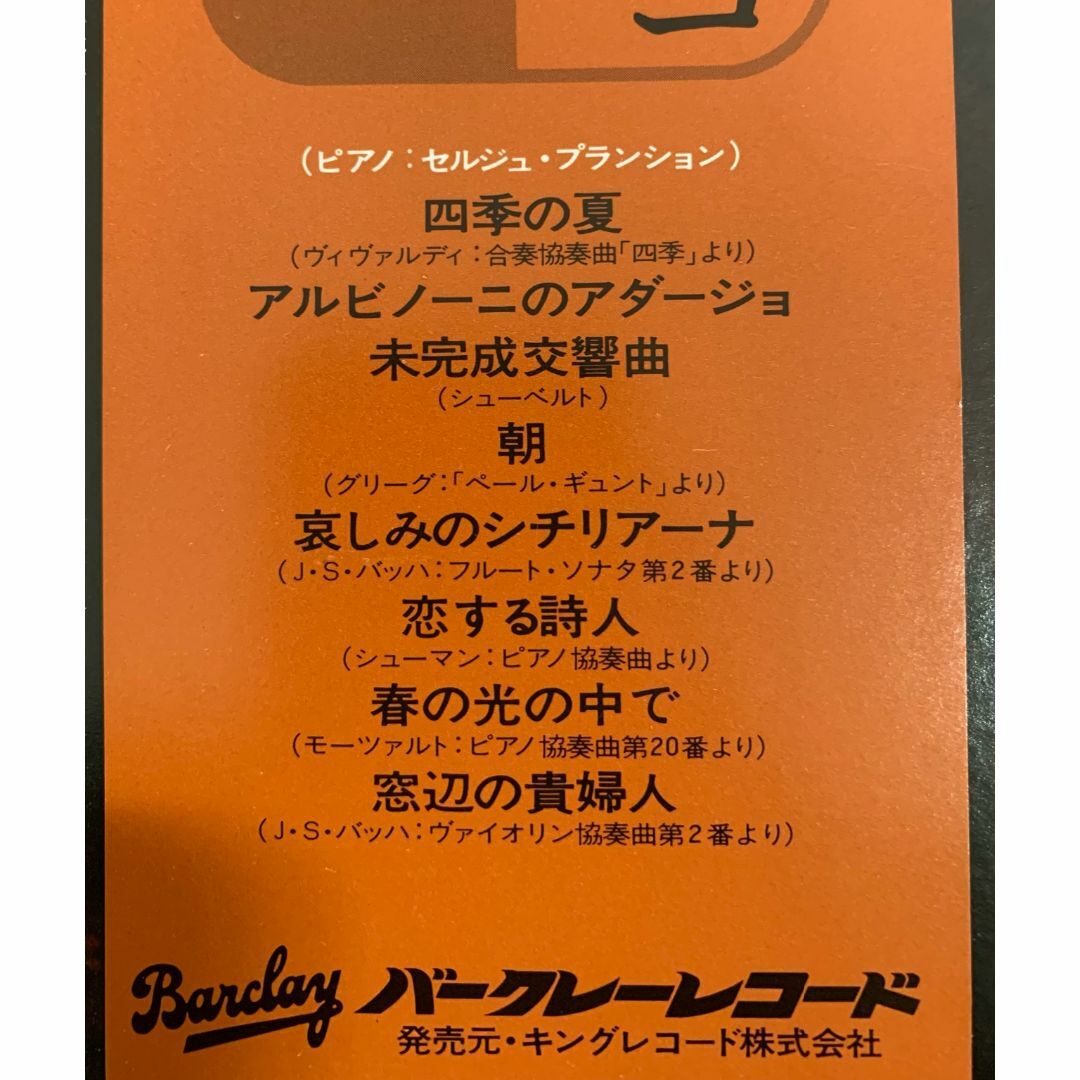 コ
(ピアノ:セルジュ・プランション)
四季の夏
(ヴィヴァルディ:合奏協奏曲「四季」より)
アルビノーニのアダージョ
未完成交響曲
(シューベルト)
朝
(グリーグ:「ペール・ギュント」より)
哀しみのシチリアーナ
(J・S・バッハ:フルート・ソナタ第2番より)
恋する詩人
(シューマン:ピアノ協奏曲より)
春の光の中で
(モーツァルト:ピアノ協奏曲第20番より)
窓辺の貴婦人
(J・S・バッハ:ヴァイオリン協奏曲第2番より)
Barclay バークレーレコード
発売元・キングレコード株式会社